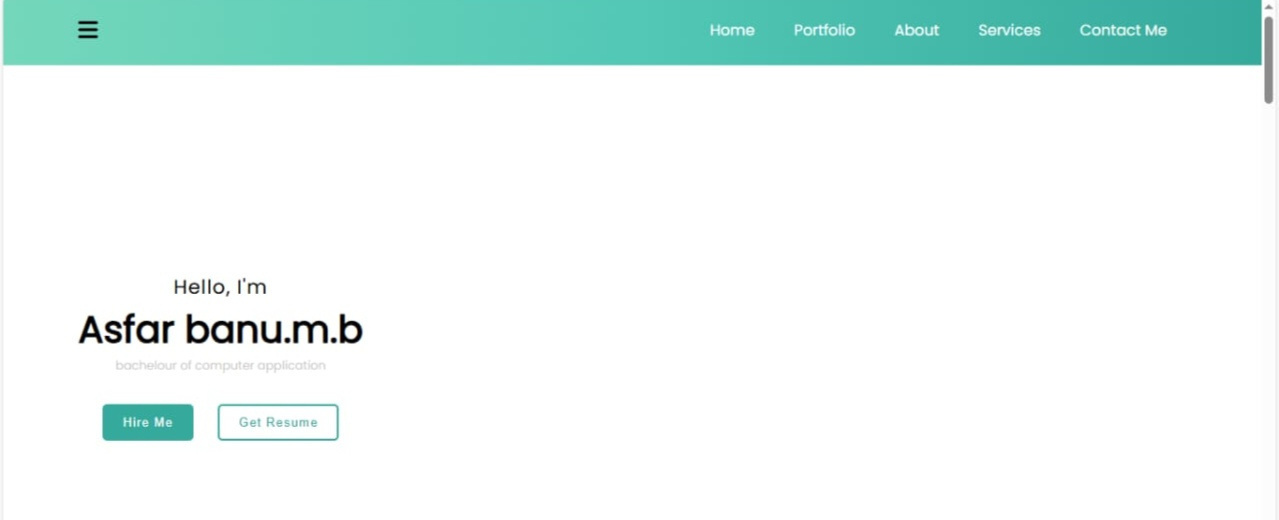 Home Portfolio About Services Contact Me
Hello, I'm
Asfar banu.m.b
bachelour of computer application
Hire Me Get Resume